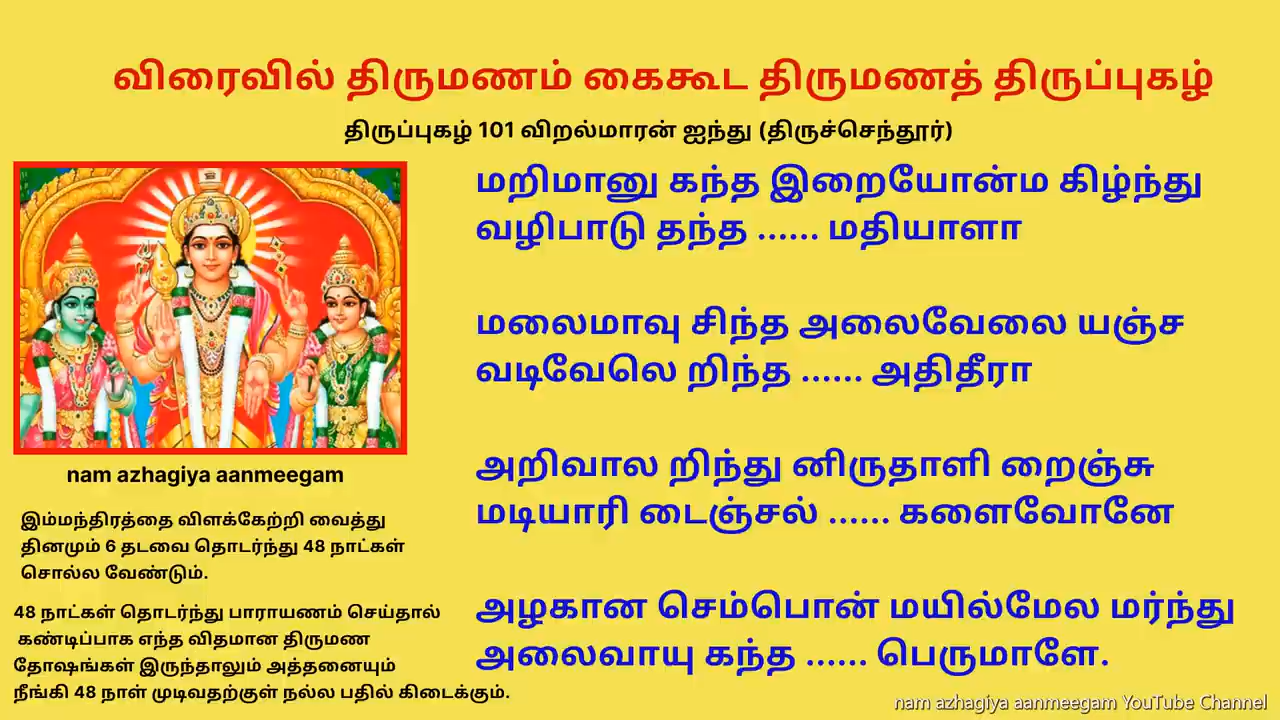 விரைவில் திருமணம் கைகூட திருமணத் திருப்புகழ்
திருப்புகழ் 101 விறல்மாரன் ஐந்து (திருச்செந்தூர்)
மறிமானு கந்த இறையோன்ம கிழ்ந்து
வழிபாடு தந்த ...... மதியாளா
மலைமாவு சிந்த அலைவேலை யஞ்ச
வடிவேலெ றிந்த ...... அதிதீரா
அறிவால றிந்து னிருதாளி றைஞ்சு
மடியாரி டைஞ்சல் ...... களைவோனே
அழகான செம்பொன் மயில்மேல மர்ந்து
அலைவாயு கந்த ...... பெருமாளே.
nam azhagiya aanmeegam
இம்மந்திரத்தை விளக்கேற்றி வைத்து
தினமும் 6 தடவை தொடர்ந்து 48 நாட்கள்
சொல்ல வேண்டும்.
48 நாட்கள் தொடர்ந்து பாராயணம் செய்தால்
கண்டிப்பாக எந்த விதமான திருமண
தோஷங்கள் இருந்தாலும் அத்தனையும்
நீங்கி 48 நாள் முடிவதற்குள் நல்ல பதில் கிடைக்கும்.
nam azhagiya aanmeegam YouTube Channel